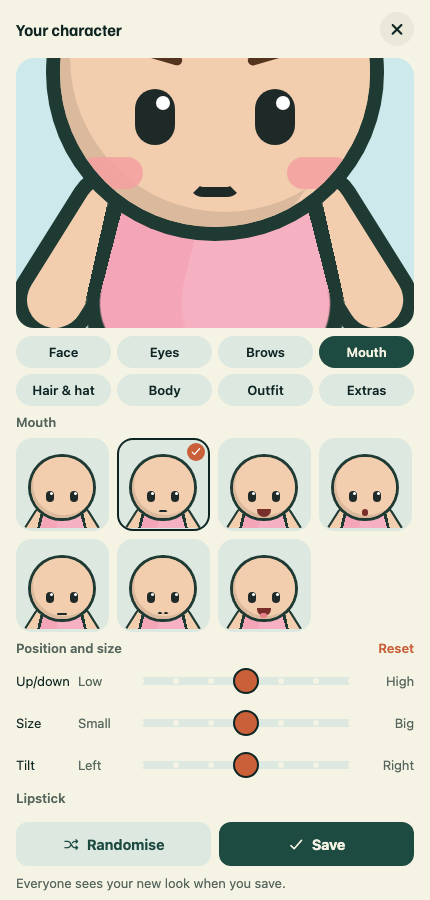 Your character
Face
Eyes
Brows
Mouth
Hair & hat
Body
Outfit
Extras
Mouth
Position and size
Reset
Up/down Low High
Size Small Big
Tilt Left Right
Lipstick
Randomise
Save
Everyone sees your new look when you save.